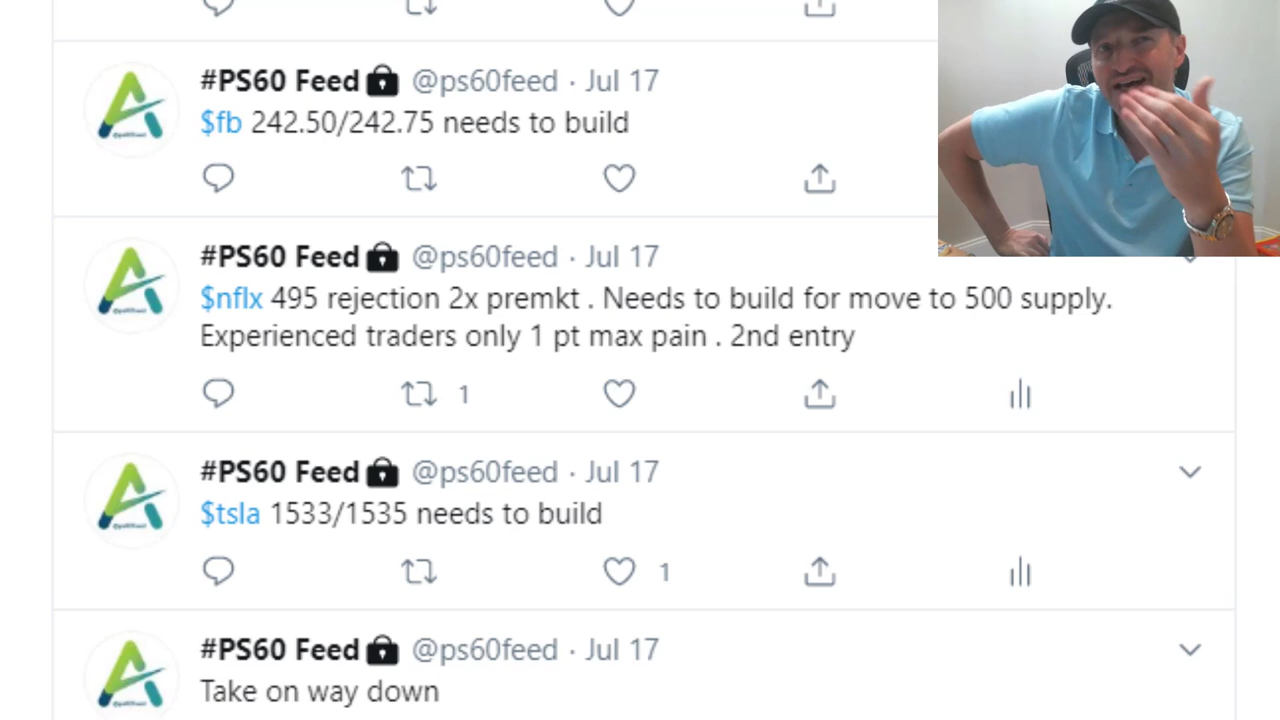 #PS60 Feed🔒 @ps60feed · Jul 17
$fb 242.50/242.75 needs to build
#PS60 Feed🔒 @ps60feed · Jul 17
$nflx 495 rejection 2x premkt . Needs to build for move to 500 supply.
Experienced traders only 1 pt max pain . 2nd entry
1
#PS60 Feed🔒 @ps60feed · Jul 17
$tsla 1533/1535 needs to build
1
#PS60 Feed🔒 @ps60feed · Jul 17
Take on way down